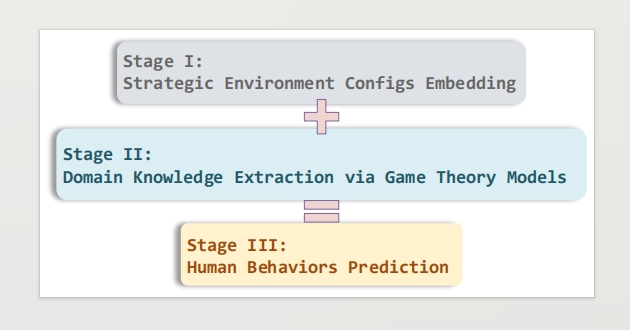 Stage I:
Strategic Environment Configs Embedding
Stage II:
Domain Knowledge Extraction via Game Theory Models
Stage III:
Human Behaviors Prediction